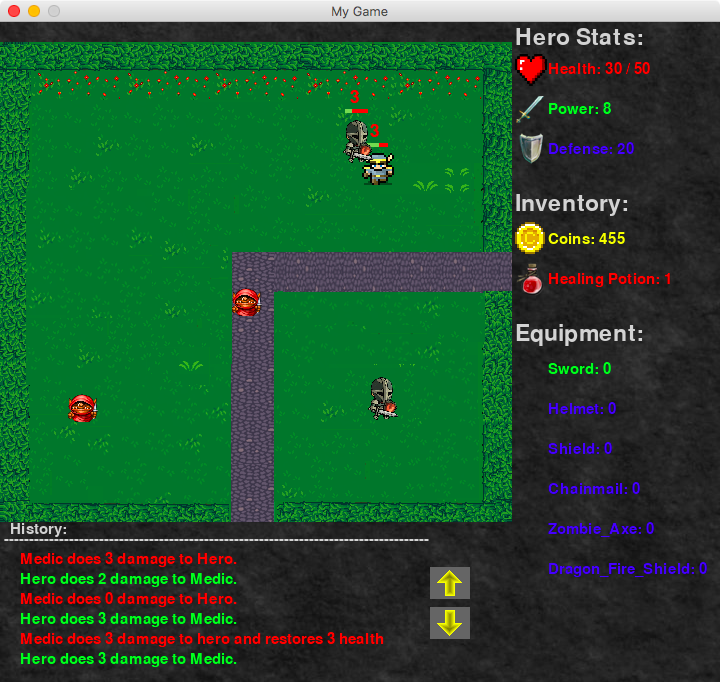 My Game
Hero Stats:
Health: 30 / 50
Power: 8
Defense: 20
3
3
Inventory:
Coins: 455
Healing Potion: 1
Equipment:
Sword: 0
Helmet: 0
Shield: 0
Chainmail: 0
Zombie_Axe: 0
Dragon_Fire_Shield: 0
History:
Medic does 3 damage to Hero.
Hero does 2 damage to Medic.
Medic does 0 damage to Hero.
Hero does 3 damage to Medic.
Medic does 3 damage to hero and restores 3 health
Hero does 3 damage to Medic.